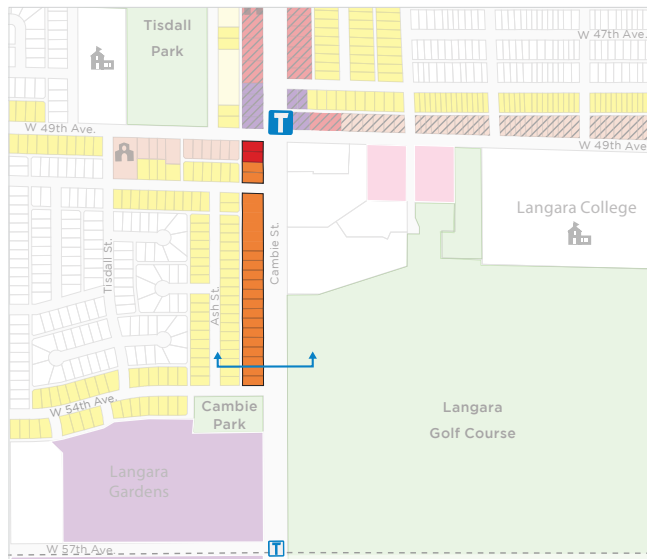 Tisdall
Park
W 47th Ave.
W 49th Ave.
T
W 49th Ave.
Langara College
Tisdall St.
Ash St.
Cambie St.
W 54th Ave.
Cambie
Park
Langara
Golf Course
Langara
Gardens
W 57th Ave.
T